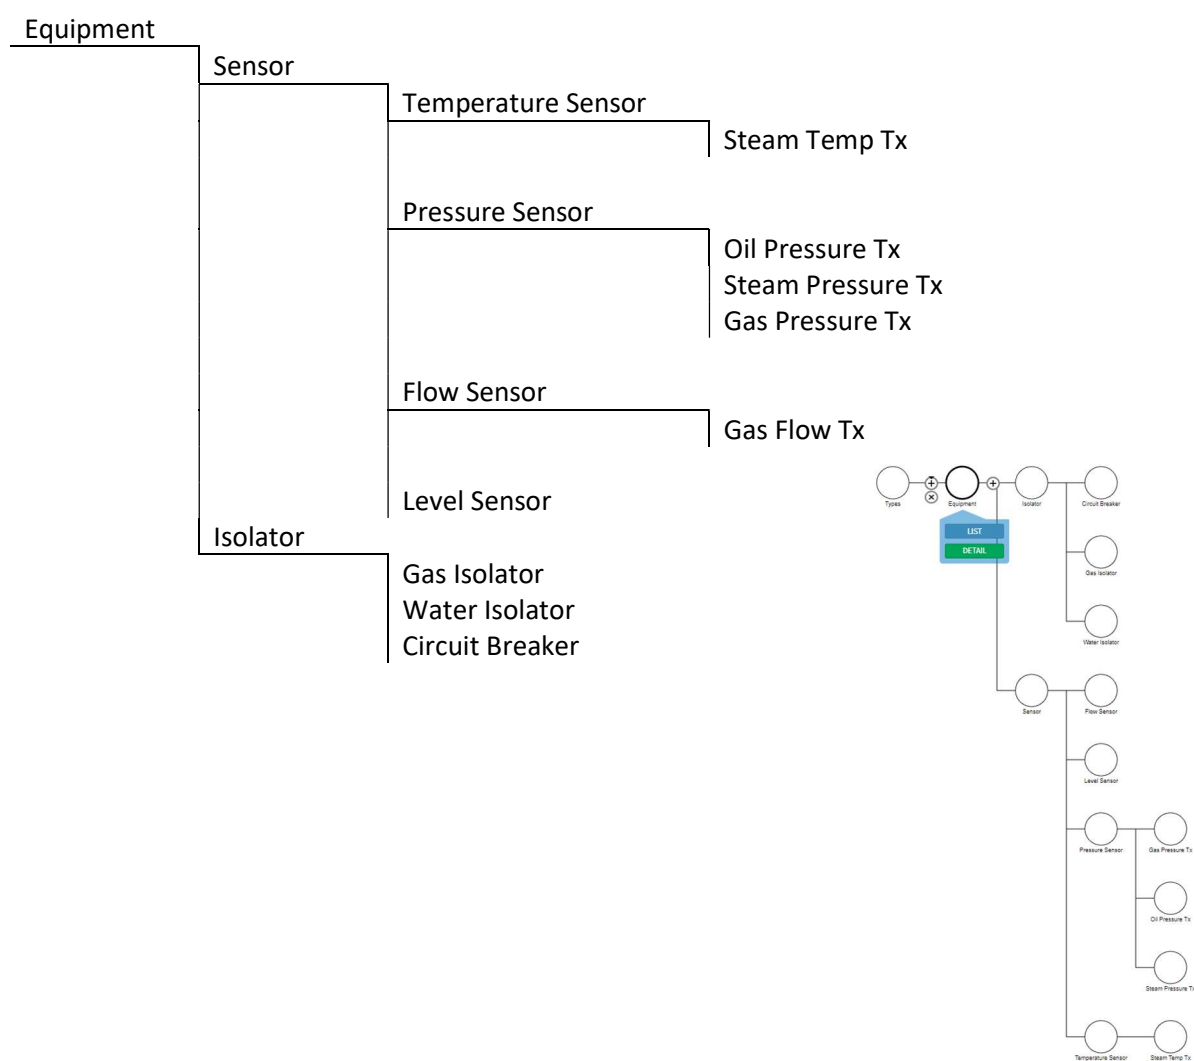 Equipment
Sensor
Temperature Sensor
Steam Temp Tx
Pressure Sensor
Oil Pressure Tx
Steam Pressure Tx
Gas Pressure Tx
Flow Sensor
Gas Flow Tx
Level Sensor
Isolator
Gas Isolator
Water Isolator
Circuit Breaker
Types
Equipment
Isolator
Circuit Breaker
LIST
DETAIL
Gas Isolator
Water Isolator
Sensor
Flow Sensor
Level Sensor
Pressure Sensor
Gas Pressure Tx
Oil Pressure Tx
Steam Pressure Tx
Temperature Sensor
Steam Temp Tx